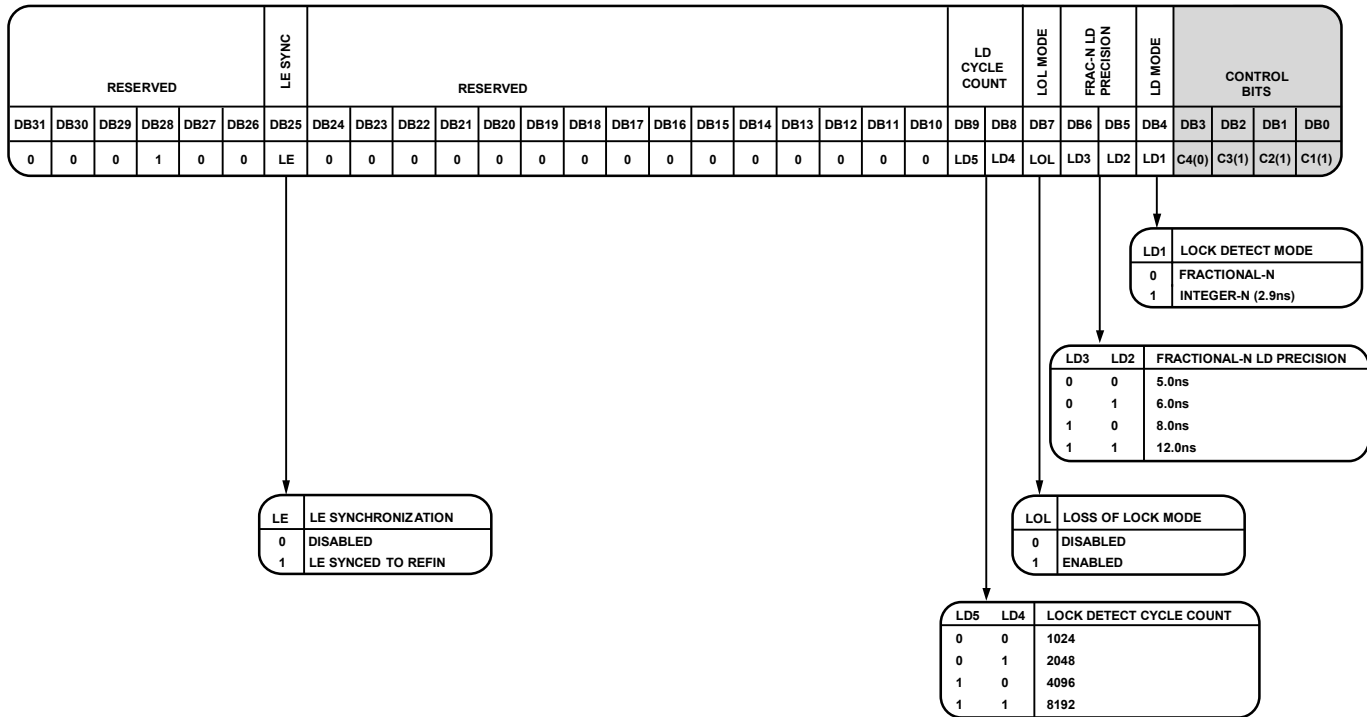 RESERVED
LE SYNC
RESERVED
LD
CYCLE
COUNT
LOL MODE
FRAC-N LD
PRECISION
LD MODE
CONTROL
BITS
DB31 DB30 DB29 DB28 DB27 DB26 DB25 DB24 DB23 DB22 DB21 DB20 DB19 DB18 DB17 DB16 DB15 DB14 DB13 DB12 DB11 DB10 DB9 DB8 DB7 DB6 DB5 DB4 DB3 DB2 DB1 DB0
0 0 0 1 0 0 LE 0 0 0 0 0 0 0 0 0 0 0 0 0 0 0 LD5 LD4 LOL LD3 LD2 LD1 C4(0) C3(1) C2(1) C1(1)
LD1 LOCK DETECT MODE
0 FRACTIONAL-N
1 INTEGER-N (2.9ns)
LD3 LD2 FRACTIONAL-N LD PRECISION
0 0 5.0ns
0 1 6.0ns
1 0 8.0ns
1 1 12.0ns
LE LE SYNCHRONIZATION
0 DISABLED
1 LE SYNCED TO REFIN
LOL LOSS OF LOCK MODE
0 DISABLED
1 ENABLED
LD5 LD4 LOCK DETECT CYCLE COUNT
0 0 1024
0 1 2048
1 0 4096
1 1 8192